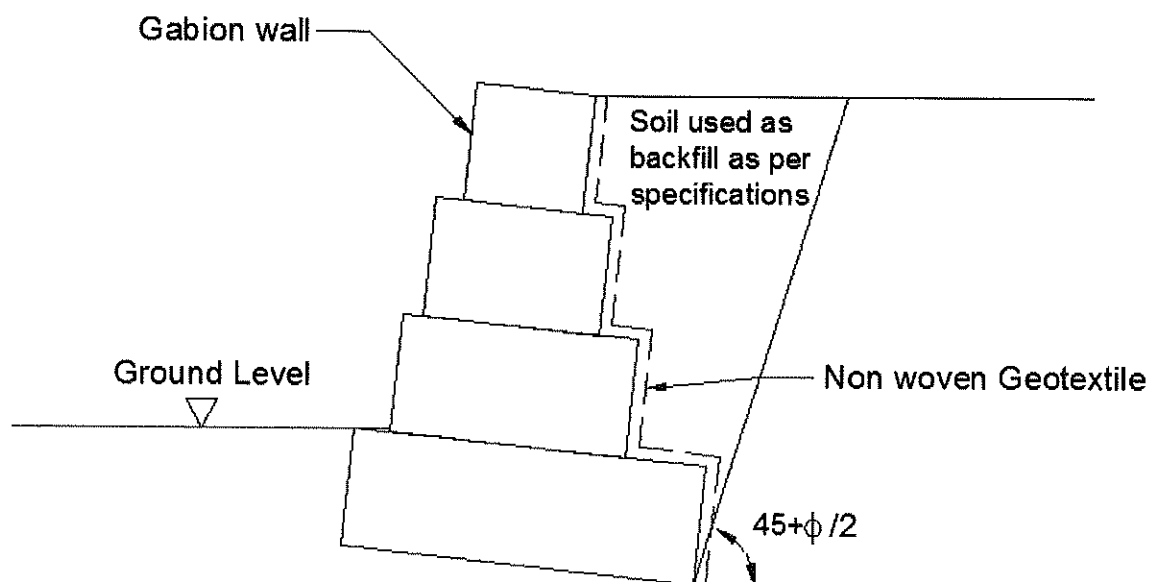 Gabion wall
Soil used as
backfill as per
specifications
Ground Level
Non woven Geotextile
45+ϕ/2